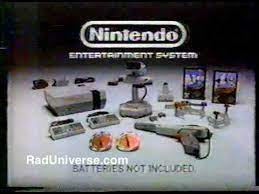 Nintendo
ENTERTAINMENT SYSTEM
RadUniverse.com
BATTERIES NOT INCLUDED.